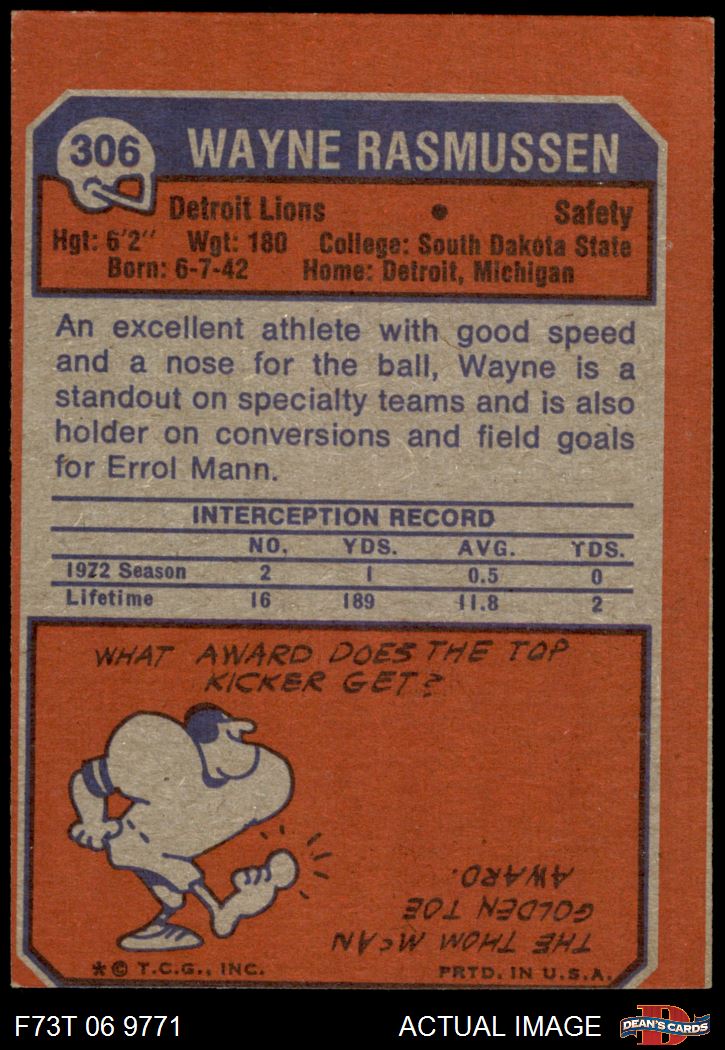 306 WAYNE RASMUSSEN
Detroit Lions • Safety
Hgt: 6'2" Wgt: 180 College: South Dakota State
Born: 6-7-42 Home: Detroit, Michigan
An excellent athlete with good speed
and a nose for the ball, Wayne is a
standout on specialty teams and is also
holder on conversions and field goals
for Errol Mann.
INTERCEPTION RECORD
NO. YDS. AVG. YDS.
1972 Season 2 1 0.5 0
Lifetime 16 189 11.8 2
WHAT AWARD DOES THE TOP
KICKER GET?
THE THOM McAN
GOLDEN TOE
AWARD.
*© T.C.G., INC. PRTD. IN U.S.A.
F73T 06 9771 ACTUAL IMAGE D DEAN'S CARDS